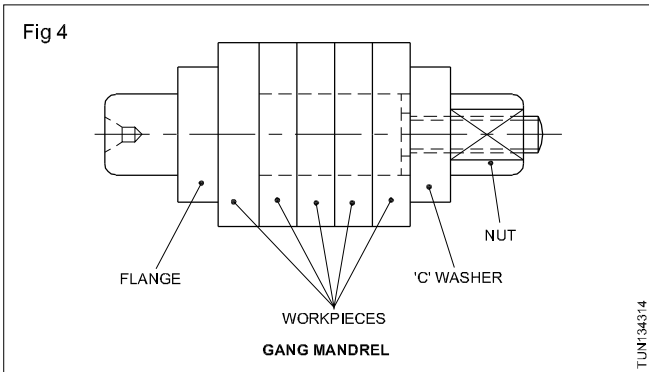 Fig 4
NUT
FLANGE
'C' WASHER
WORKPIECES
GANG MANDREL
TUN134314